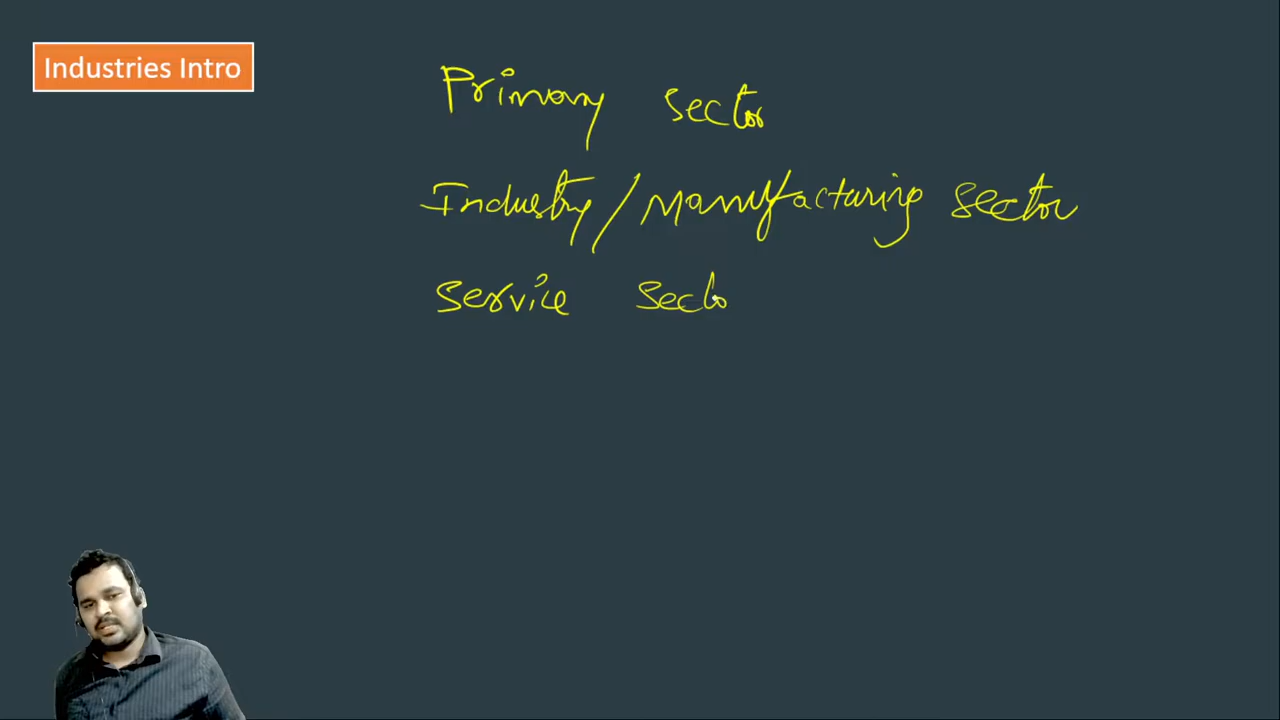 Industries Intro
Primary sector
Industry/Manufacturing sector
Service secto